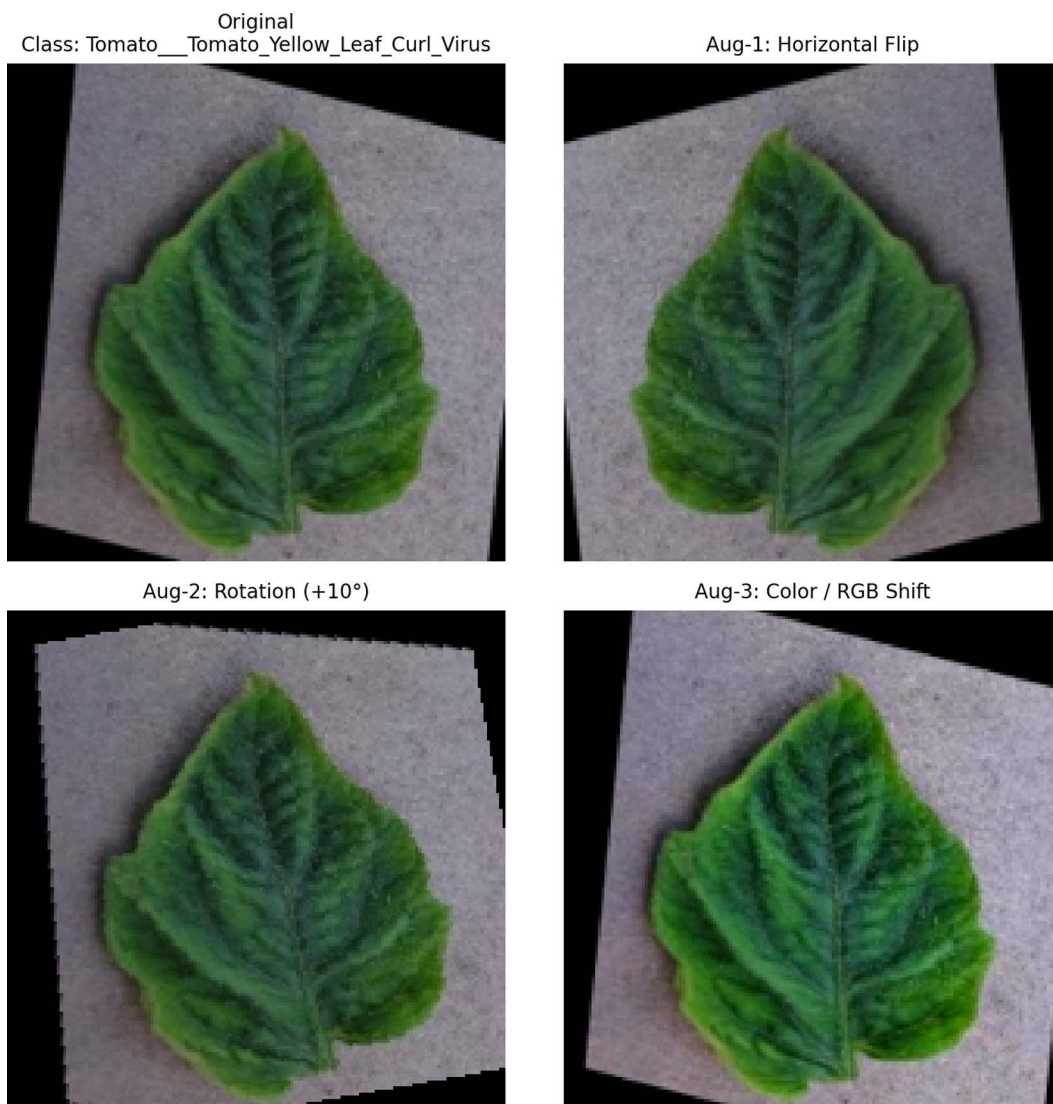 Original
Class: Tomato___Tomato_Yellow_Leaf_Curl_Virus
Aug-1: Horizontal Flip
Aug-2: Rotation (+10°)
Aug-3: Color / RGB Shift